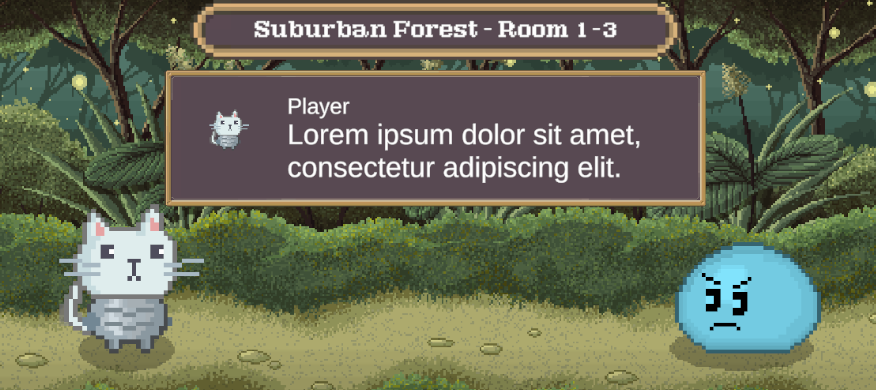 Suburban Forest - Room 1-3
Player
Lorem ipsum dolor sit amet,
consectetur adipiscing elit.